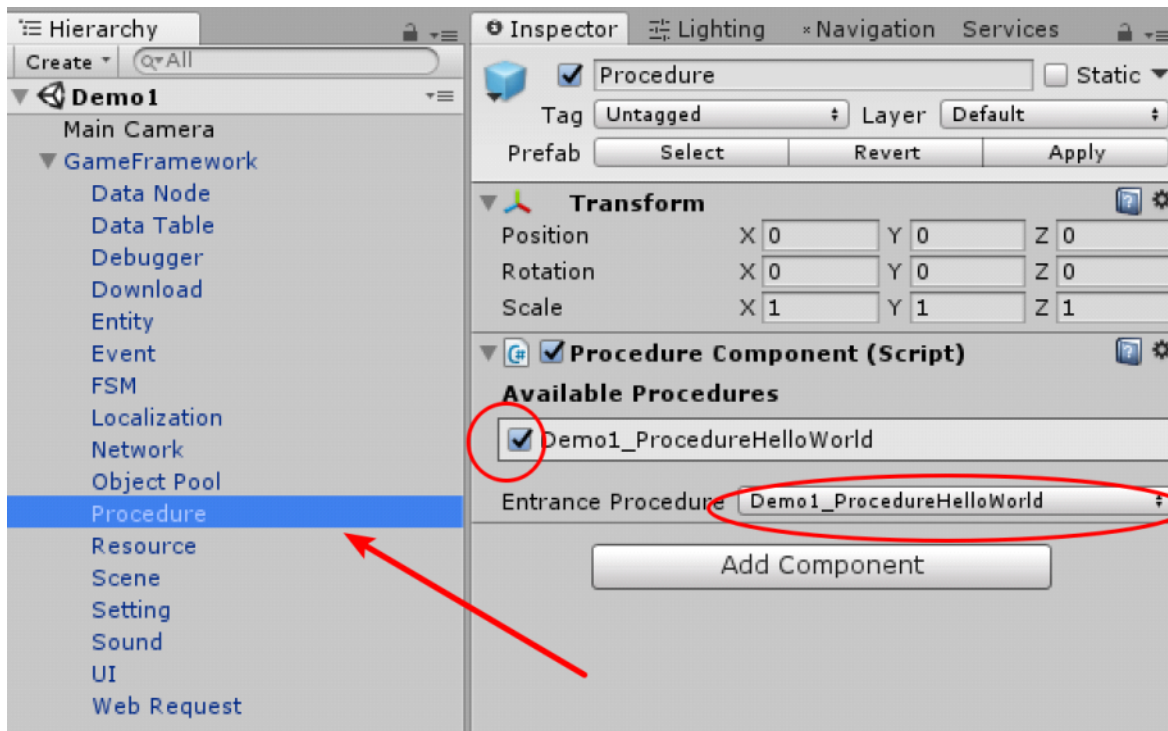 Hierarchy
Create All
Demo1
Main Camera
GameFramework
Data Node
Data Table
Debugger
Download
Entity
Event
FSM
Localization
Network
Object Pool
Procedure
Resource
Scene
Setting
Sound
UI
Web Request
Inspector Lighting Navigation Services
Procedure Static
Tag Untagged Layer Default
Prefab Select Revert Apply
Transform
Position X 0 Y 0 Z 0
Rotation X 0 Y 0 Z 0
Scale X 1 Y 1 Z 1
C# Procedure Component (Script)
Available Procedures
Demo1_ProcedureHelloWorld
Entrance Procedure Demo1_ProcedureHelloWorld
Add Component